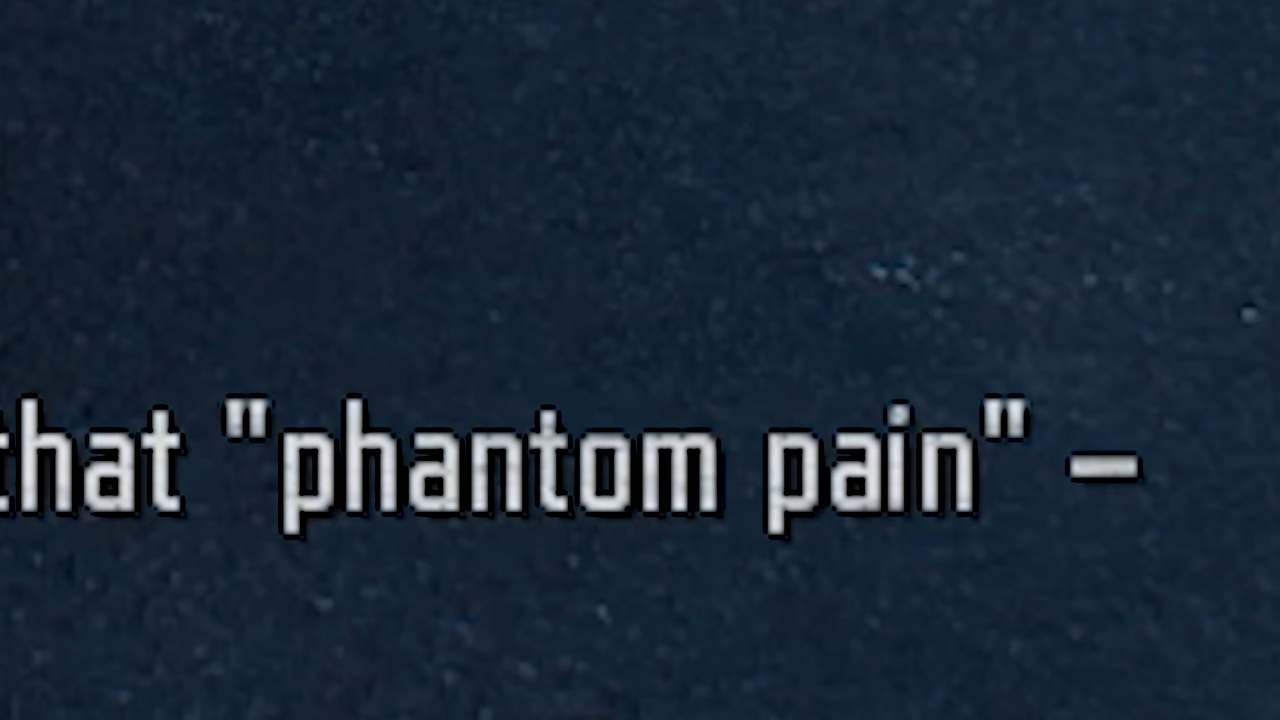 that "phantom pain" —